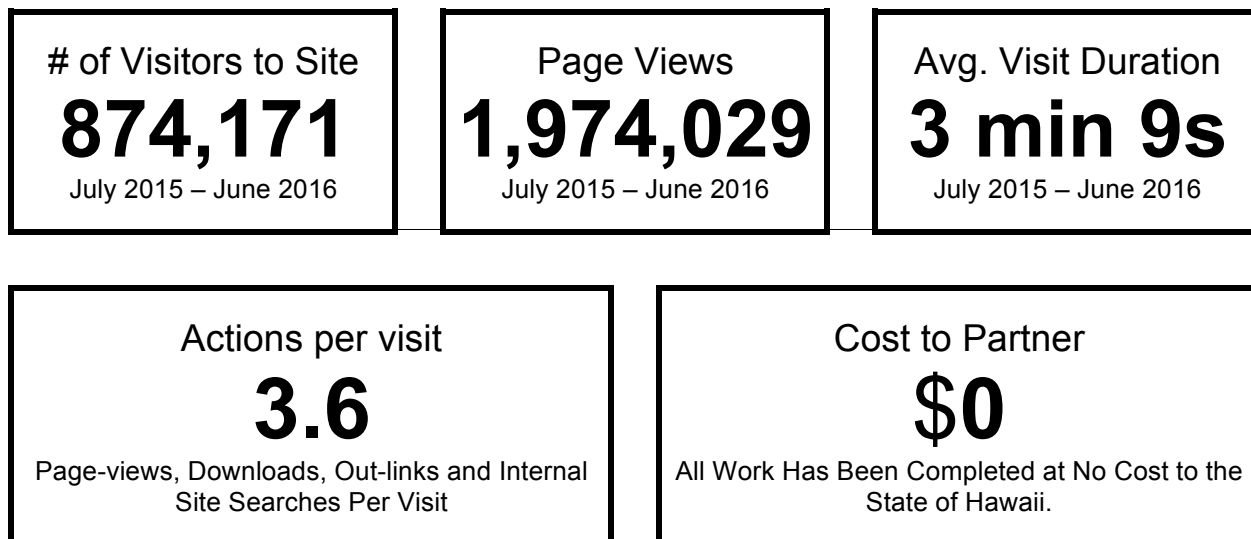 # of Visitors to Site
874,171
July 2015 – June 2016
Page Views
1,974,029
July 2015 – June 2016
Avg. Visit Duration
3 min 9s
July 2015 – June 2016
Actions per visit
3.6
Page-views, Downloads, Out-links and Internal
Site Searches Per Visit
Cost to Partner
$0
All Work Has Been Completed at No Cost to the
State of Hawaii.